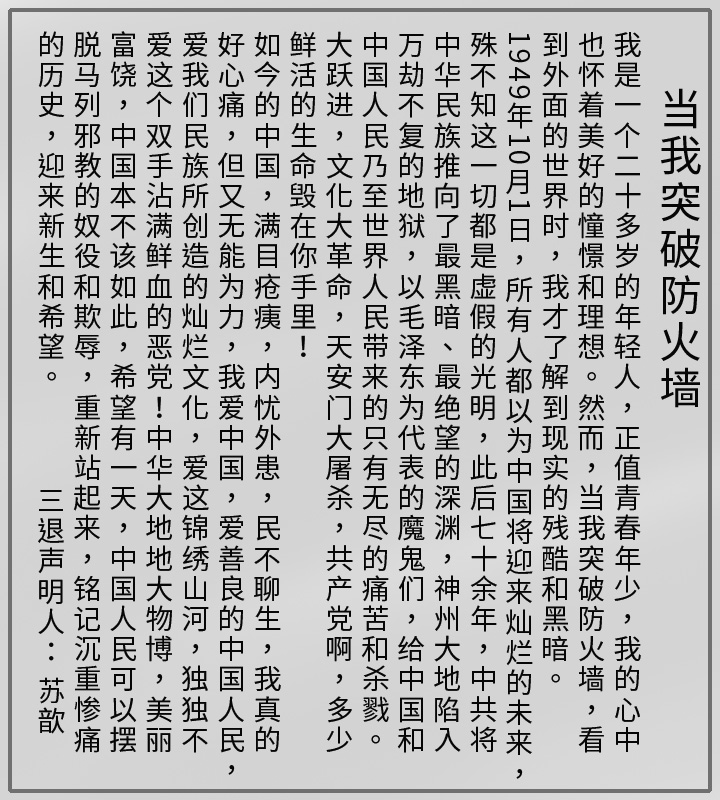 当我突破防火墙
我是一个二十多岁的年轻人，正值青春年少，我的心中
也怀着美好的憧憬和理想。然而，当我突破防火墙，看
到外面的世界时，我才了解到现实的残酷和黑暗。
1949年10月1日，所有人都以为中国将迎来灿烂的未来，
殊不知这一切都是虚假的光明，此后七十余年，中共将
中华民族推向了最黑暗、最绝望的深渊，神州大地陷入
万劫不复的地狱，以毛泽东为代表的魔鬼们，给中国和
中国人民乃至世界人民带来的只有无尽的痛苦和杀戮。
大跃进，文化大革命，天安门大屠杀，共产党啊，多少
鲜活的生命毁在你手里！
如今的中国，满目疮痍，内忧外患，民不聊生，我真的
好心痛，但又无能为力，我爱中国，爱善良的中国人民，
爱我们民族所创造的灿烂文化，爱这锦绣山河，独独不
爱这个双手沾满鲜血的恶党！中华大地地大物博，美丽
富饶，中国本不该如此，希望有一天，中国人民可以摆
脱马列邪教的奴役和欺辱，重新站起来，铭记沉重惨痛
的历史，迎来新生和希望。
三退声明人：苏歆